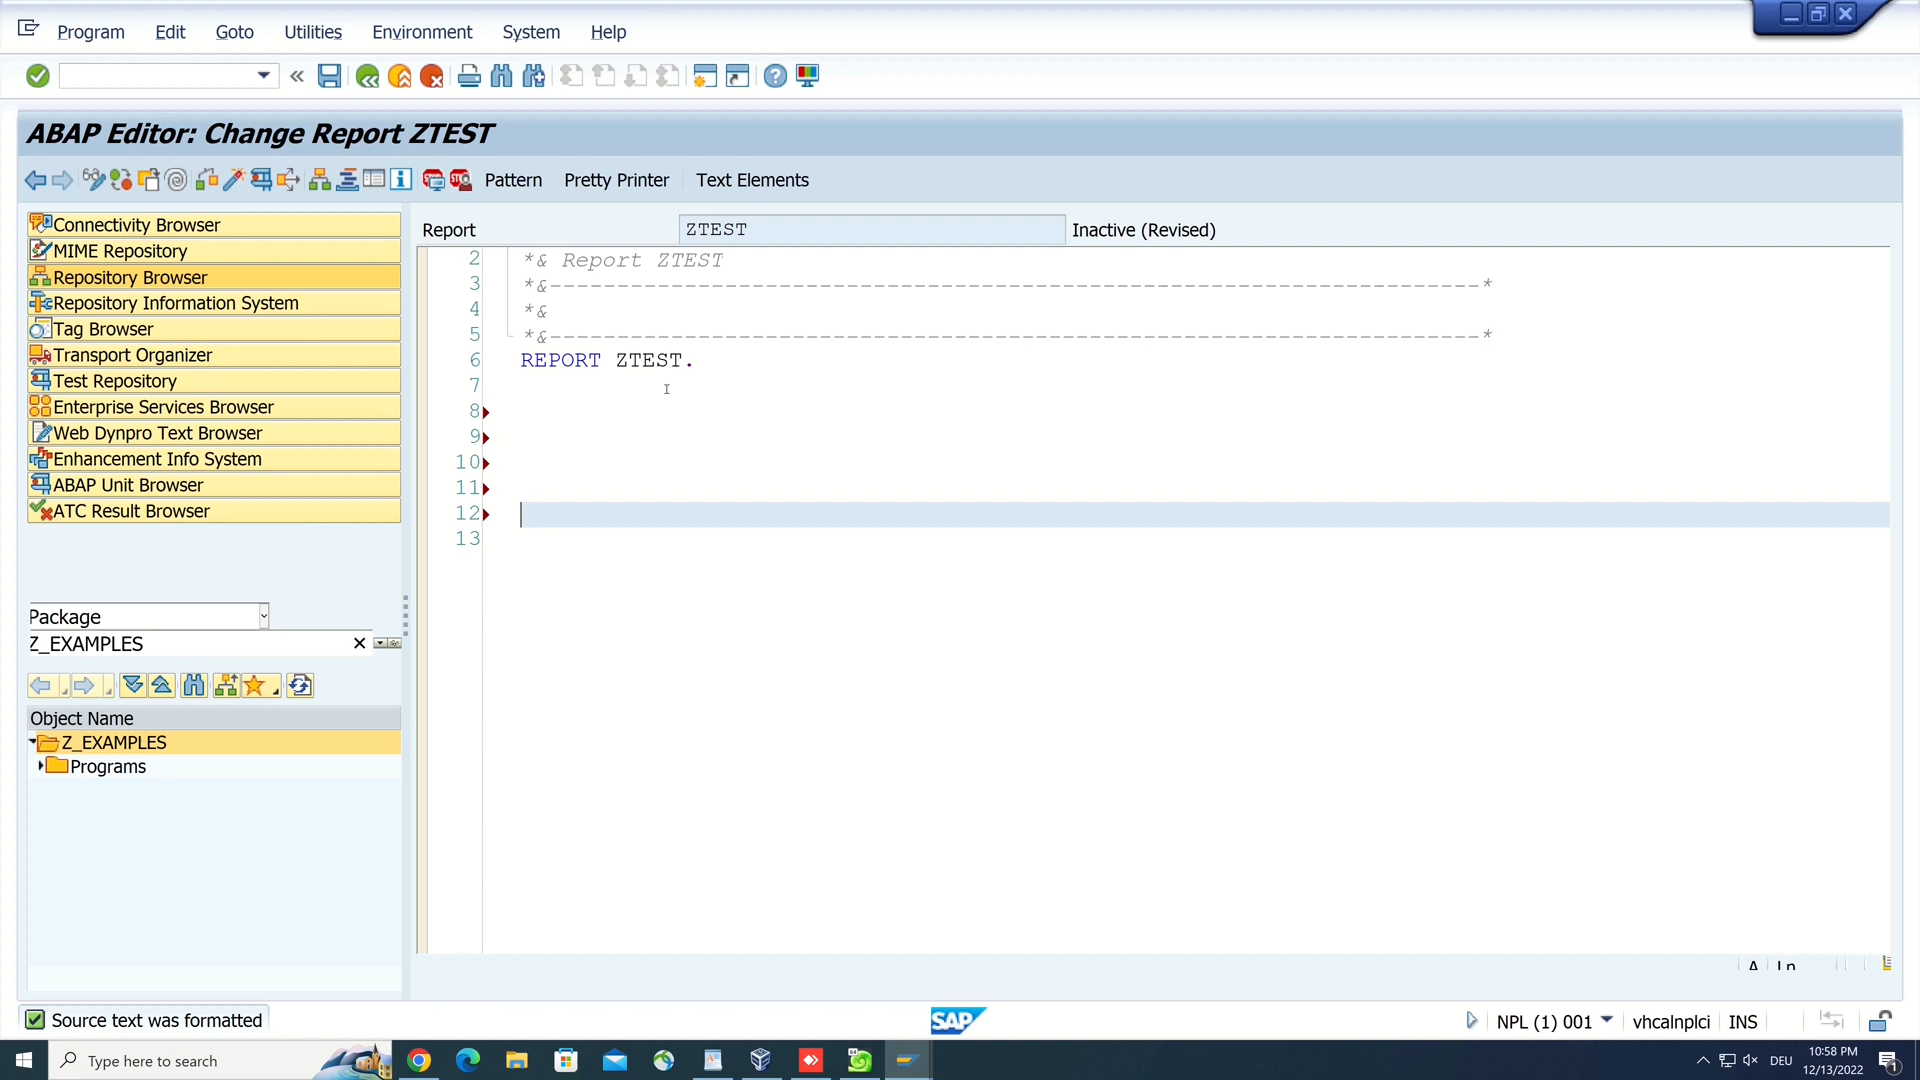 Program Edit Goto Utilities Environment System Help
ABAP Editor: Change Report ZTEST
Pattern Pretty Printer Text Elements
Connectivity Browser
MIME Repository
Repository Browser
Repository Information System
Tag Browser
Transport Organizer
Test Repository
Enterprise Services Browser
Web Dynpro Text Browser
Enhancement Info System
ABAP Unit Browser
ATC Result Browser
Package
Z_EXAMPLES
Object Name
Z_EXAMPLES
Programs
Report ZTEST Inactive (Revised)
2 *& Report ZTEST
3 *&---------------------------------------------------------------------*
4 *&
5 *&---------------------------------------------------------------------*
6 REPORT ZTEST.
7
8
9
10
11
12
13
A Ln
Source text was formatted
SAP
NPL (1) 001 vhcalnplci INS
Type here to search
DEU
10:58 PM
12/13/2022
1